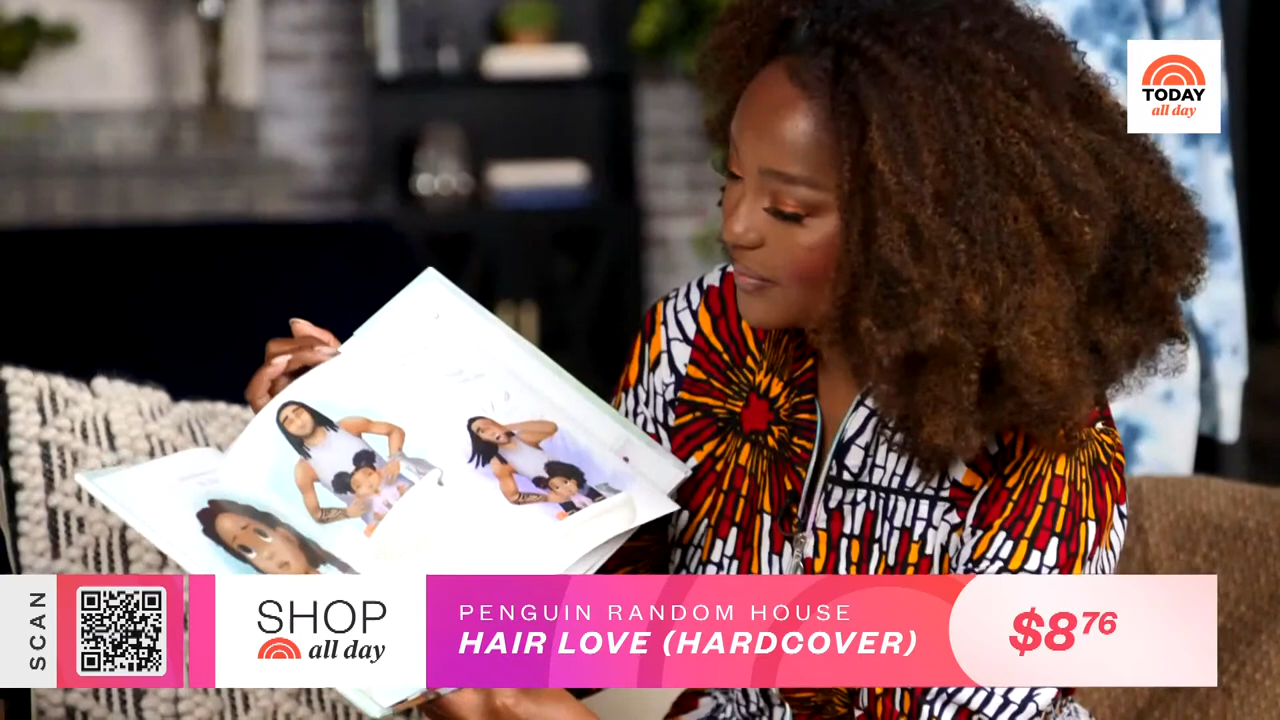 TODAY
all day
SCAN
SHOP
all day
PENGUIN RANDOM HOUSE
HAIR LOVE (HARDCOVER)
$8 76